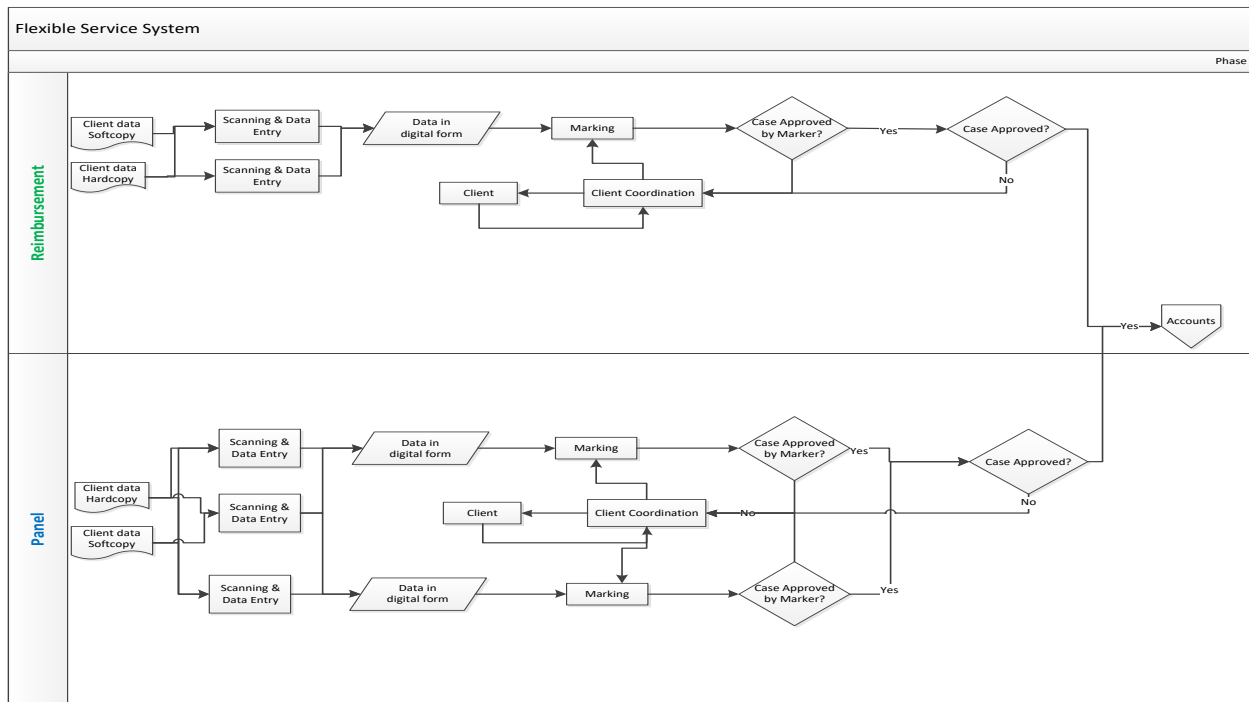 Flexible Service System
Phase
Reimbursement
Client data
Softcopy
Client data
Hardcopy
Scanning & Data
Entry
Scanning & Data
Entry
Data in
digital form
Marking
Case Approved
by Marker?
Yes
Case Approved?
No
Client
Client Coordination
Yes
Accounts
Panel
Client data
Hardcopy
Client data
Softcopy
Scanning &
Data Entry
Scanning &
Data Entry
Scanning &
Data Entry
Data in
digital form
Marking
Case Approved
by Marker?
Yes
Case Approved?
No
Client
Client Coordination
No
Data in
digital form
Marking
Case Approved
by Marker?
Yes